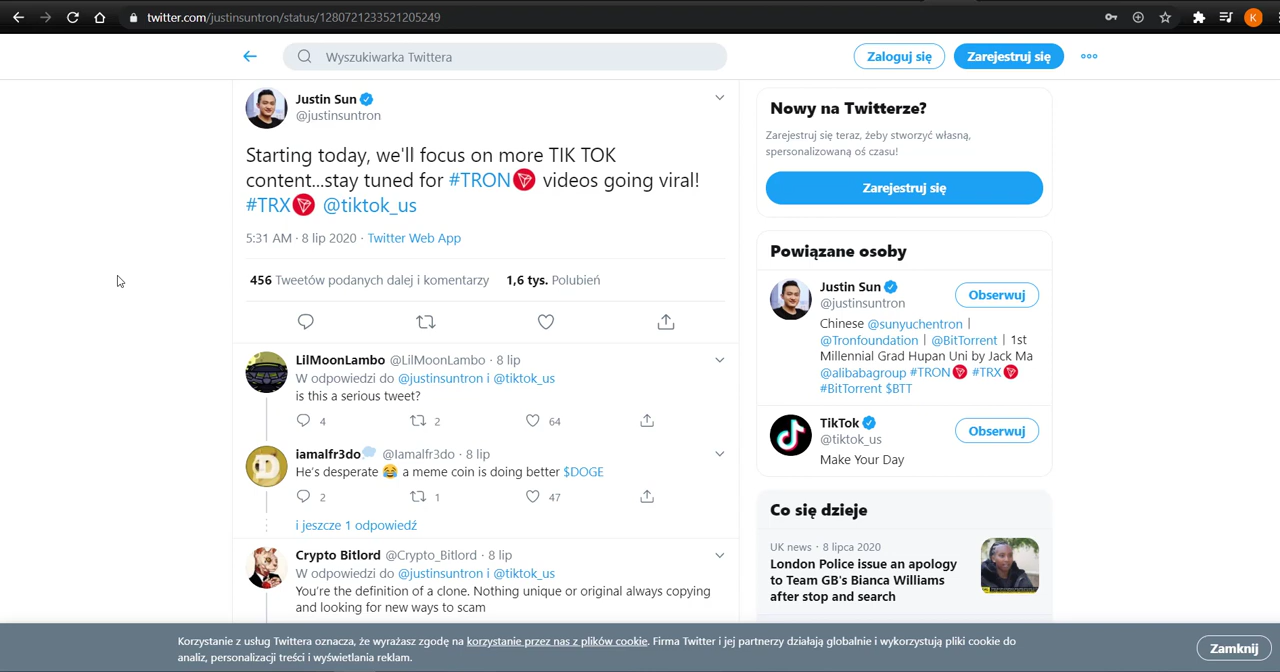 twitter.com/justinsuntron/status/1280721233521205249
K
Wyszukiwarka Twittera
Zaloguj się
Zarejestruj się
Justin Sun
@justinsuntron
Starting today, we'll focus on more TIK TOK
content...stay tuned for #TRON videos going viral!
#TRX @tiktok_us
5:31 AM · 8 lip 2020 · Twitter Web App
456 Tweetów podanych dalej i komentarzy 1,6 tys. Polubień
LilMoonLambo @LilMoonLambo · 8 lip
W odpowiedzi do @justinsuntron i @tiktok_us
is this a serious tweet?
4 2 64
iamalfr3do @Iamalfr3do · 8 lip
He's desperate 😂 a meme coin is doing better $DOGE
2 1 47
i jeszcze 1 odpowiedź
Crypto Bitlord @Crypto_Bitlord · 8 lip
W odpowiedzi do @justinsuntron i @tiktok_us
You're the definition of a clone. Nothing unique or original always copying
and looking for new ways to scam
Nowy na Twitterze?
Zarejestruj się teraz, żeby stworzyć własną,
spersonalizowaną oś czasu!
Zarejestruj się
Powiązane osoby
Justin Sun
@justinsuntron
Obserwuj
Chinese @sunyuchentron |
@Tronfoundation | @BitTorrent | 1st
Millennial Grad Hupan Uni by Jack Ma
@alibabagroup #TRON #TRX
#BitTorrent $BTT
TikTok
@tiktok_us
Obserwuj
Make Your Day
Co się dzieje
UK news · 8 lipca 2020
London Police issue an apology
to Team GB's Bianca Williams
after stop and search
Korzystanie z usług Twittera oznacza, że wyrażasz zgodę na korzystanie przez nas z plików cookie. Firma Twitter i jej partnerzy działają globalnie i wykorzystują pliki cookie do
analiz, personalizacji treści i wyświetlania reklam.
Zamknij